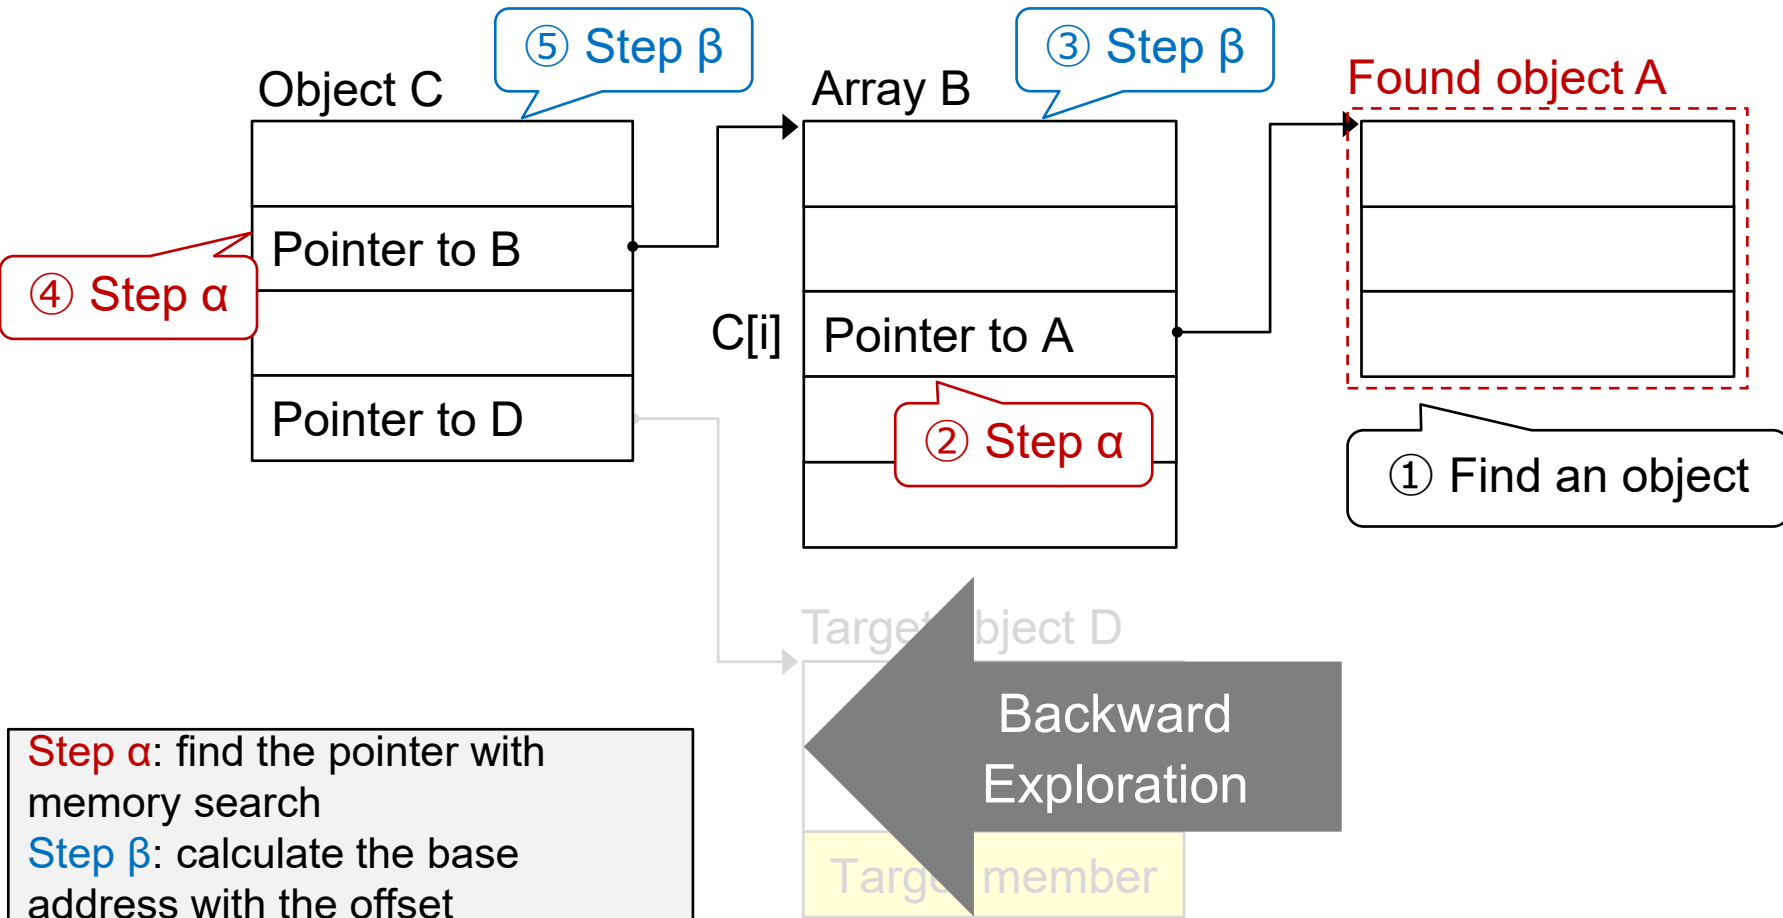 ⑤ Step β
③ Step β
Object C
Array B
Found object A
Pointer to B
④ Step α
C[i]
Pointer to A
Pointer to D
② Step α
① Find an object
Target bject D
Backward
Exploration
Targe member
Step α: find the pointer with
memory search
Step β: calculate the base
address with the offset